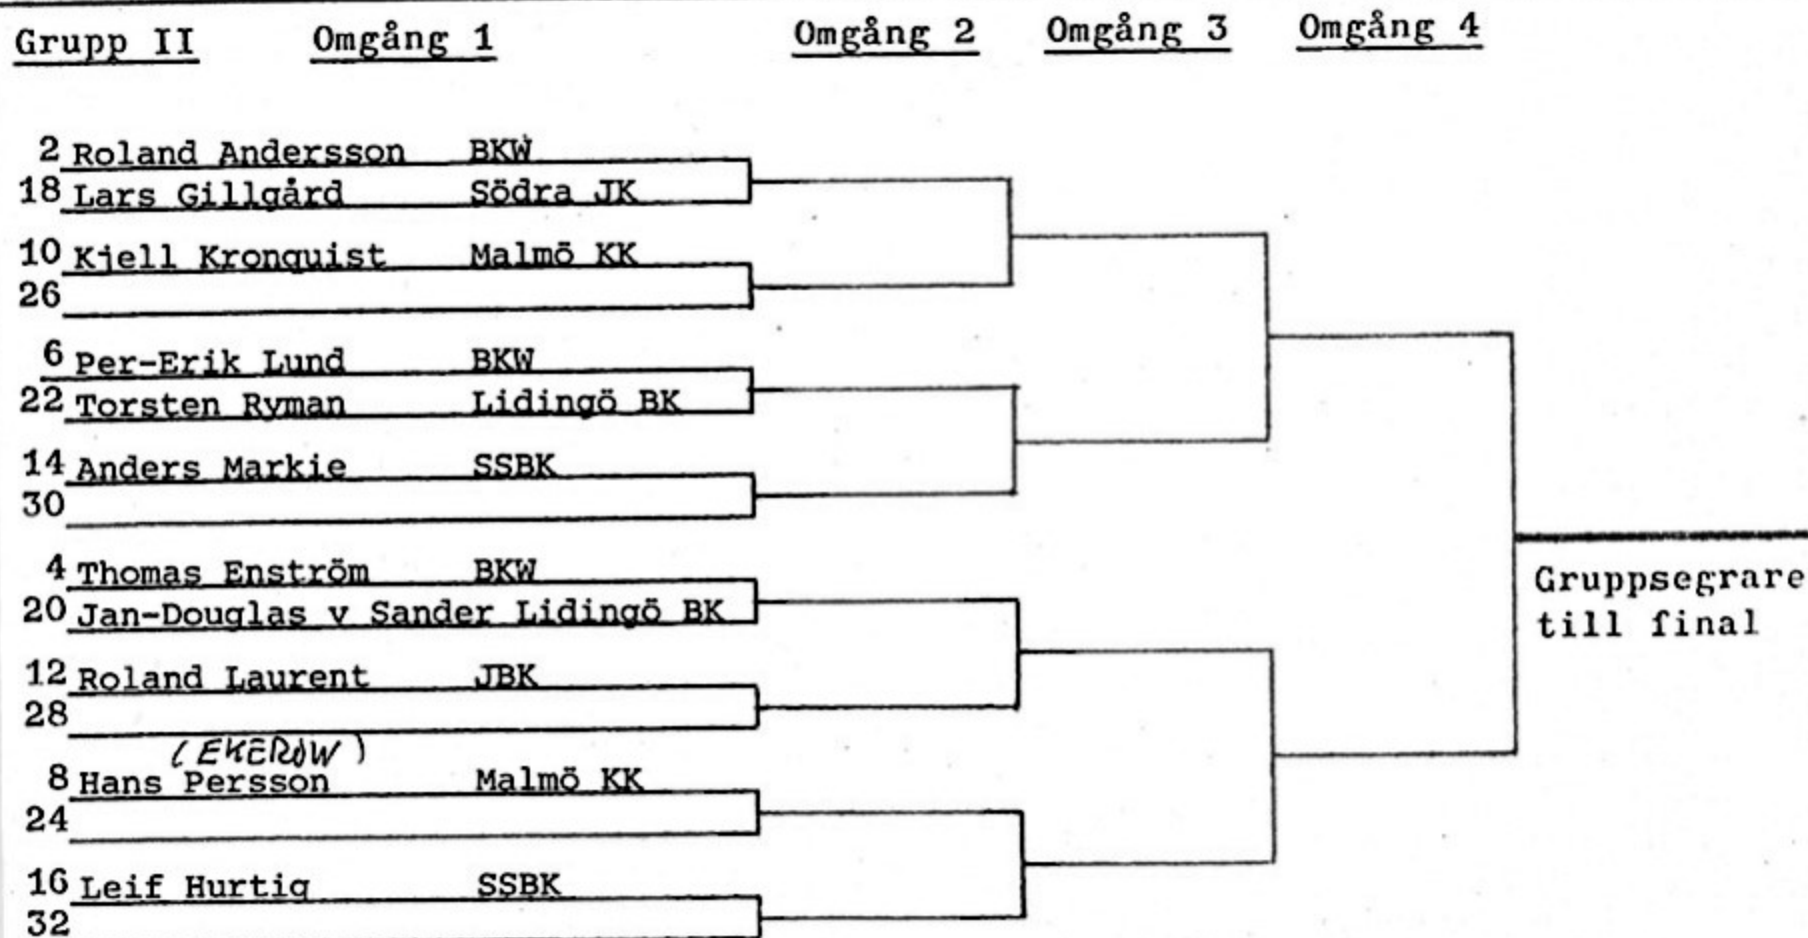 Grupp II Omgång 1 Omgång 2 Omgång 3 Omgång 4
2 Roland Andersson BKW
18 Lars Gillgård Södra JK
10 Kjell Kronquist Malmö KK
26
6 Per-Erik Lund BKW
22 Torsten Ryman Lidingö BK
14 Anders Markie SSBK
30
4 Thomas Enström BKW
20 Jan-Douglas v Sander Lidingö BK
12 Roland Laurent JBK
28
(EKEROW)
8 Hans Persson Malmö KK
24
16 Leif Hurtig SSBK
32
Gruppsegrare
till final